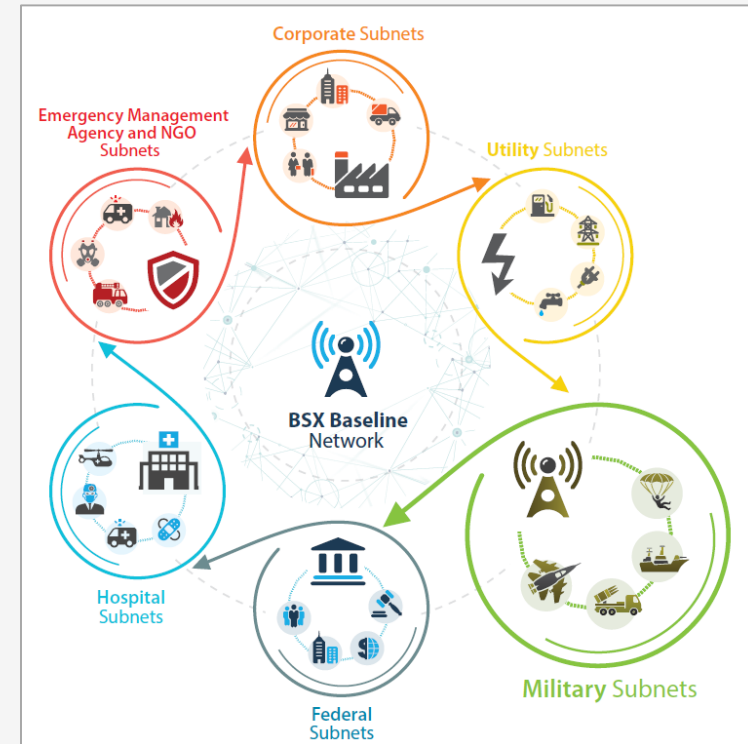 Corporate Subnets
Emergency Management
Agency and NGO
Subnets
Utility Subnets
BSX Baseline
Network
Hospital
Subnets
Federal
Subnets
Military Subnets